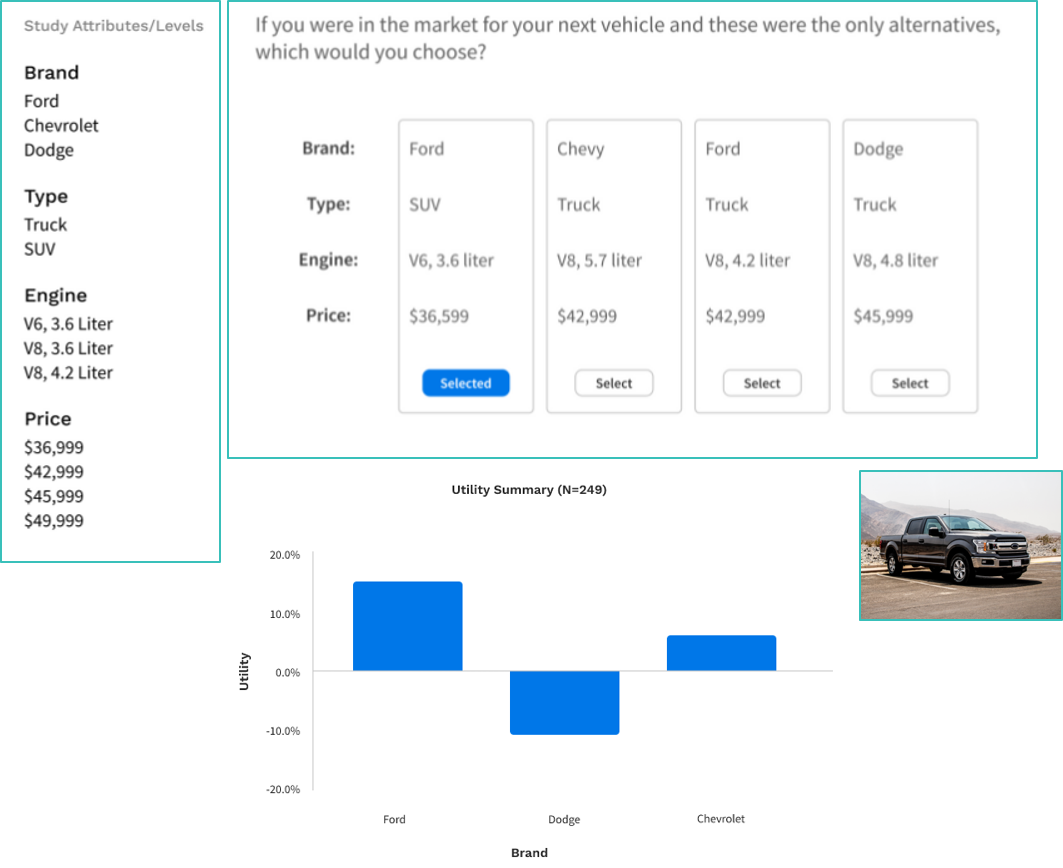 Study Attributes/Levels
Brand
Ford
Chevrolet
Dodge
Type
Truck
SUV
Engine
V6, 3.6 Liter
V8, 3.6 Liter
V8, 4.2 Liter
Price
$36,999
$42,999
$45,999
$49,999
If you were in the market for your next vehicle and these were the only alternatives,
which would you choose?
Brand: Ford Chevy Ford Dodge
Type: SUV Truck Truck Truck
Engine: V6, 3.6 liter V8, 5.7 liter V8, 4.2 liter V8, 4.8 liter
Price: $36,599 $42,999 $42,999 $45,999
Selected Select Select Select
Utility Summary (N=249)
20.0%
10.0%
0.0%
-10.0%
-20.0%
Utility
Ford Dodge Chevrolet
Brand